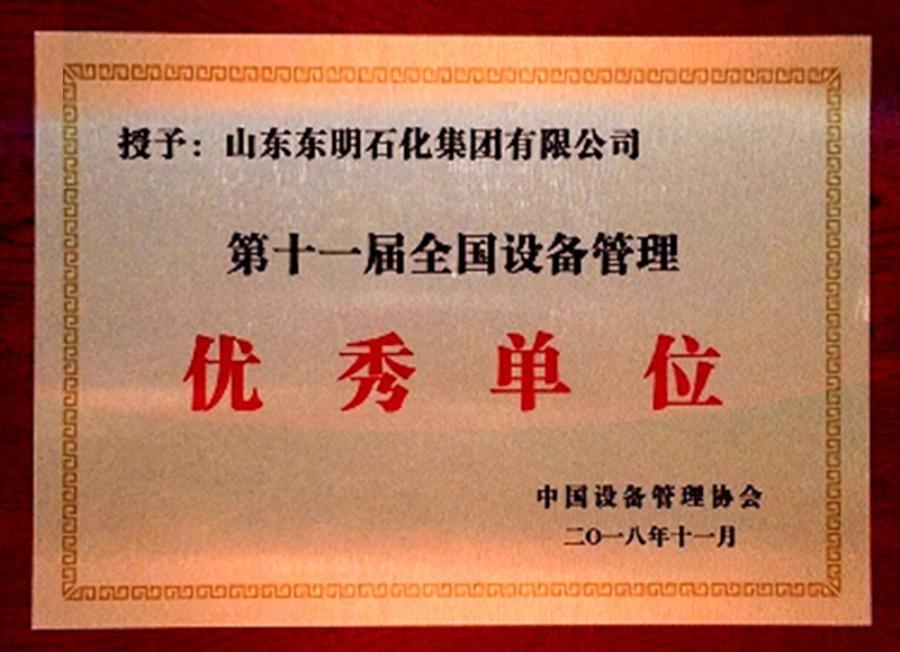 授予：山东东明石化集团有限公司
第十一届全国设备管理
优秀单位
中国设备管理协会
二〇一八年十一月